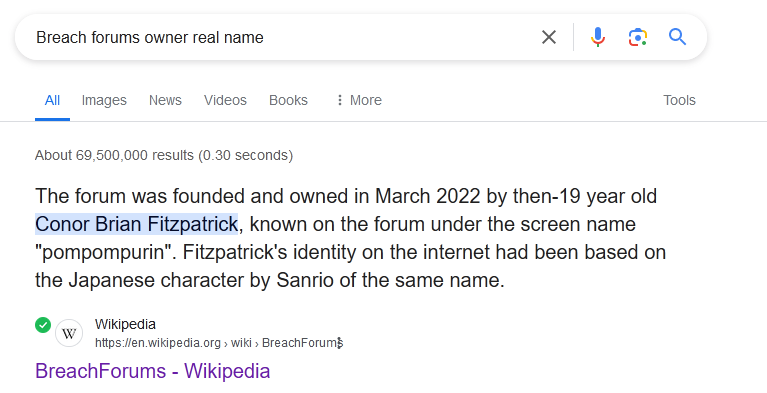 Breach forums owner real name
All Images News Videos Books More Tools
About 69,500,000 results (0.30 seconds)
The forum was founded and owned in March 2022 by then-19 year old
Conor Brian Fitzpatrick, known on the forum under the screen name
"pompompurin". Fitzpatrick's identity on the internet had been based on
the Japanese character by Sanrio of the same name.
W Wikipedia
https://en.wikipedia.org › wiki › BreachForums
BreachForums - Wikipedia